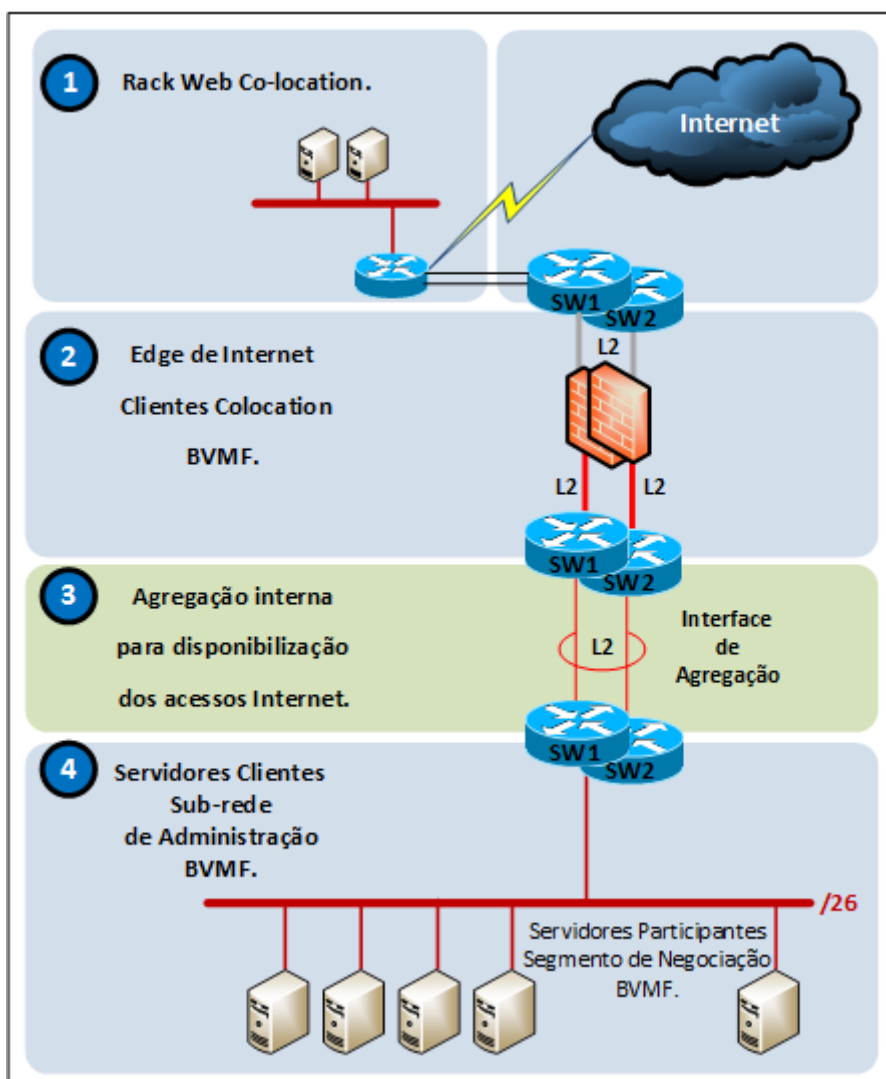 1
Rack Web Co-location.
Internet
SW1
SW2
2
Edge de Internet
Clientes Colocation
BVMF.
L2
L2
L2
SW1
SW2
3
Agregação interna
para disponibilização
dos acessos Internet.
L2
Interface
de
Agregação
SW1
SW2
4
Servidores Clientes
Sub-rede
de Administração
BVMF.
/26
Servidores Participantes
Segmento de Negociação
BVMF.